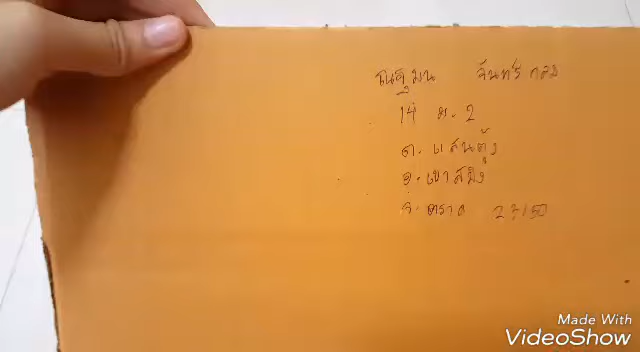 จันทร์กลม
14 ม. 2
ต. แสนตุ้ง
อ. เขาสมิง
จ. ตราด 23150
Made With
VideoShow